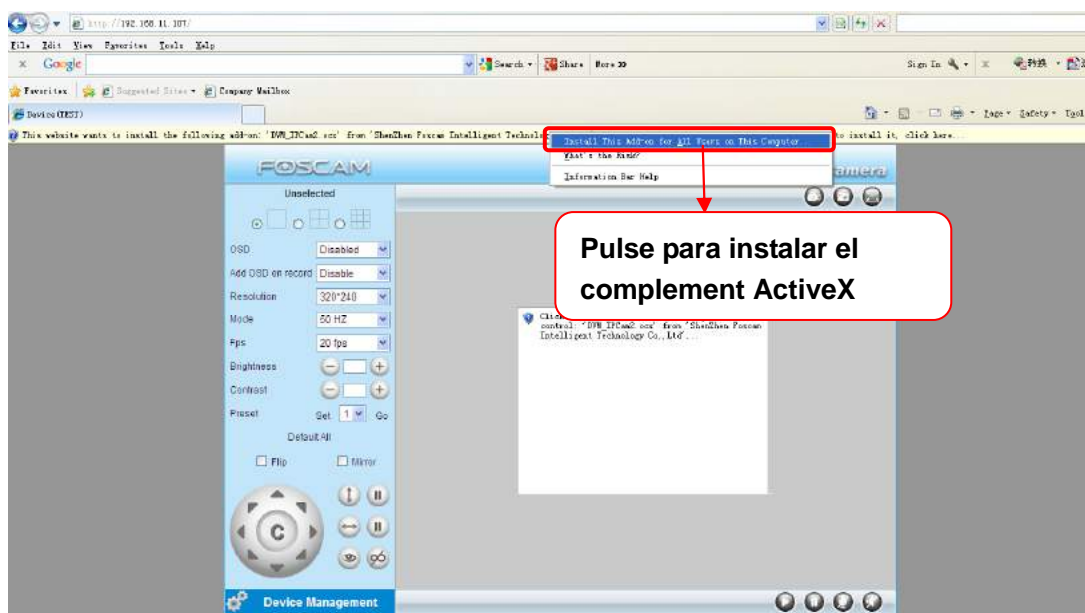 http://192.168.11.107/
File Edit View Favorites Tools Help
x Google Search Share More >> Sign In x 转换
Favorites Suggested Sites Company Mailbox
Device(TEST) Page Safety Tool
This website wants to install the following add-on: 'DVM_IPCam2.ocx' from 'ShenZhen Foscam Intelligent Technolo to install it, click here...
Install This Add-on for All Users on This Computer...
What's the Risk?
Information Bar Help
FOSCAM
Unselected
OSD Disabled
Add OSD on record Disable
Resolution 320*240
Mode 50 HZ
Fps 20 fps
Brightness
Contrast
Preset Set 1 Go
Default All
Flip Mirror
C
Device Management
Pulse para instalar el
complement ActiveX
control: 'DVM_IPCam2.ocx' from 'ShenZhen Foscam
Intelligent Technology Co.,Ltd'...